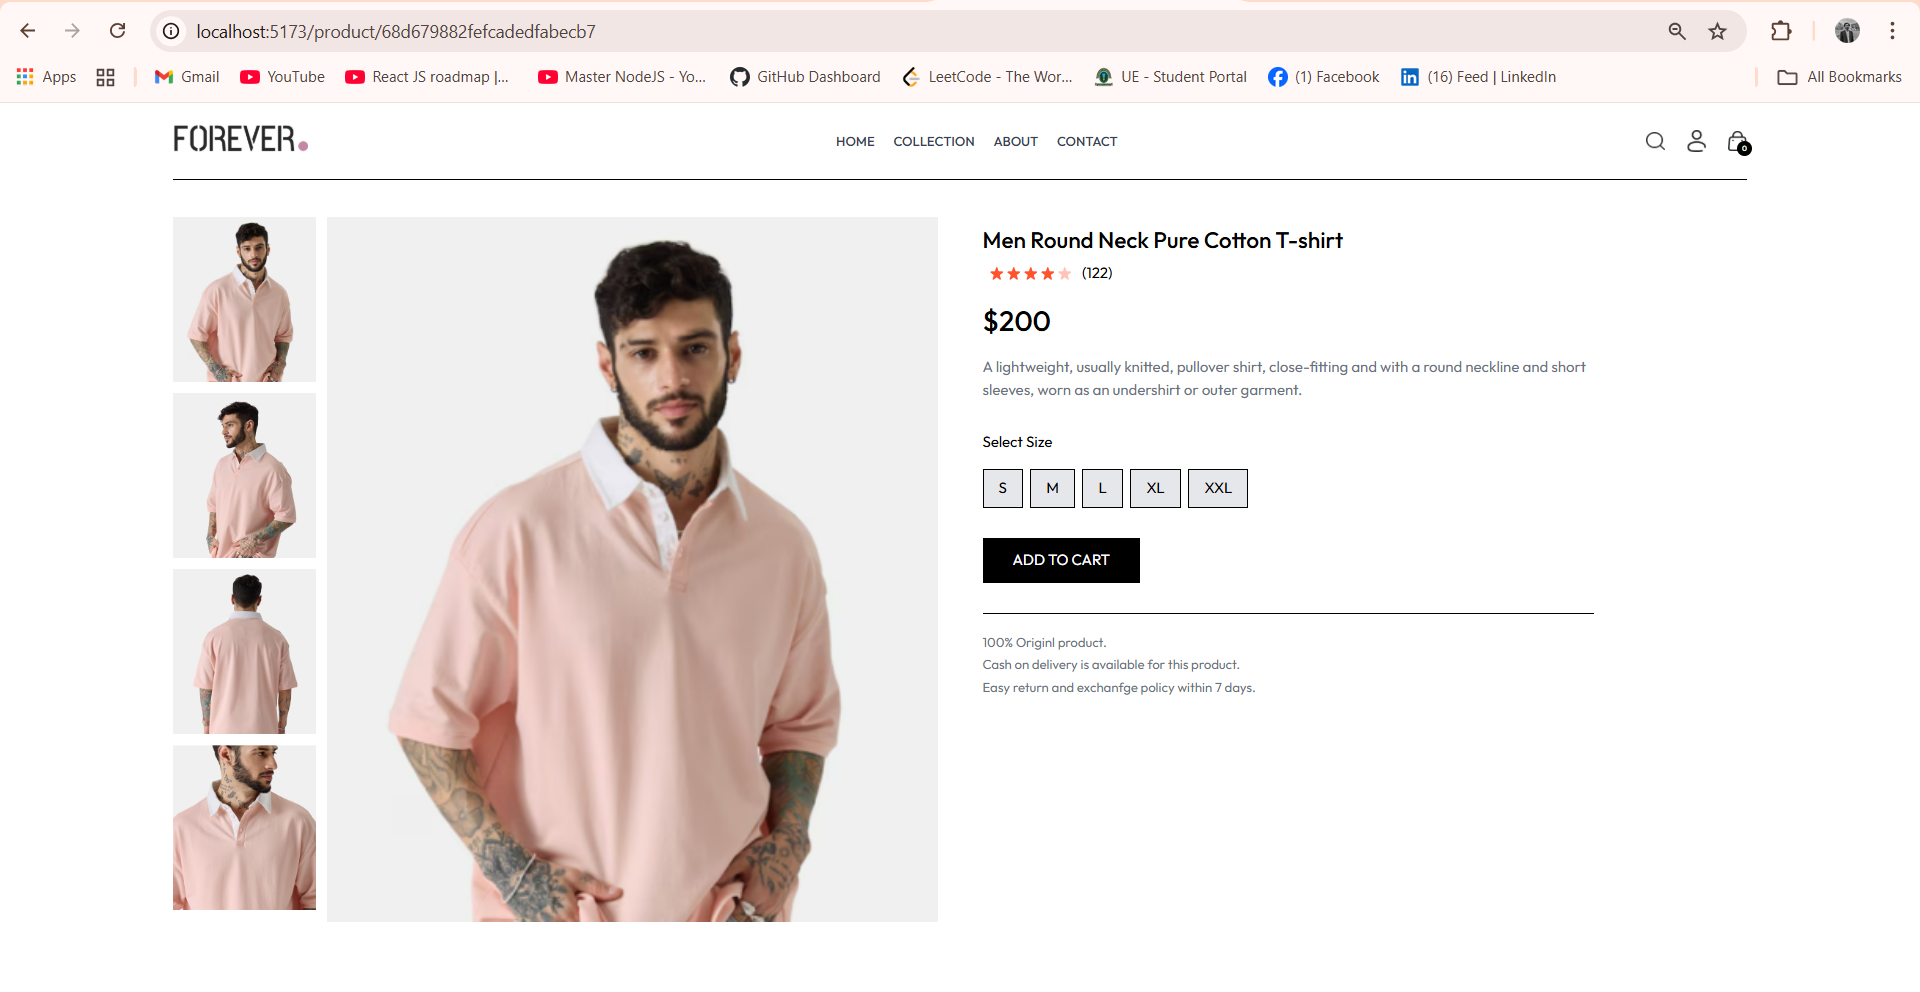 localhost:5173/product/68d679882fefcadedfabecb7
Apps Gmail YouTube React JS roadmap |... Master NodeJS - Yo... GitHub Dashboard LeetCode - The Wor... UE - Student Portal (1) Facebook (16) Feed | LinkedIn All Bookmarks
FOREVER. HOME COLLECTION ABOUT CONTACT 0
Men Round Neck Pure Cotton T-shirt
(122)
$200
A lightweight, usually knitted, pullover shirt, close-fitting and with a round neckline and short
sleeves, worn as an undershirt or outer garment.
Select Size
S M L XL XXL
ADD TO CART
100% Originl product.
Cash on delivery is available for this product.
Easy return and exchanfge policy within 7 days.